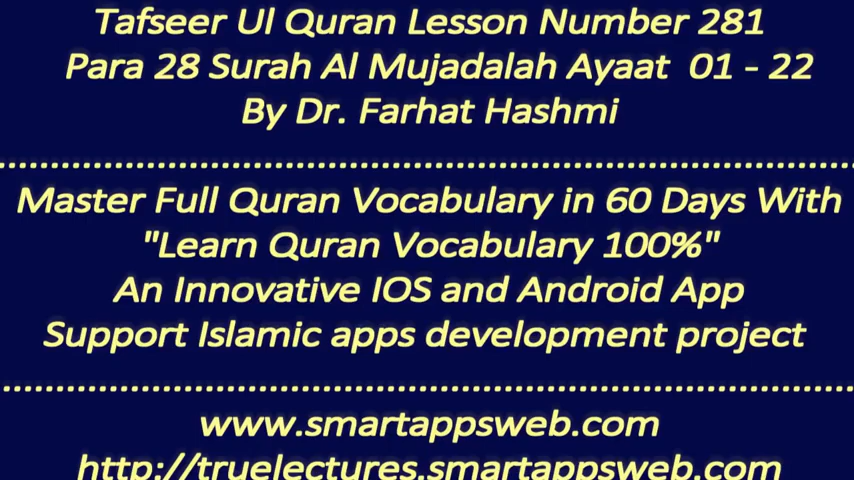 Tafseer Ul Quran Lesson Number 281
Para 28 Surah Al Mujadalah Ayaat 01 - 22
By Dr. Farhat Hashmi
Master Full Quran Vocabulary in 60 Days With
"Learn Quran Vocabulary 100%"
An Innovative IOS and Android App
Support Islamic apps development project
www.smartappsweb.com
http://truelectures.smartappsweb.com